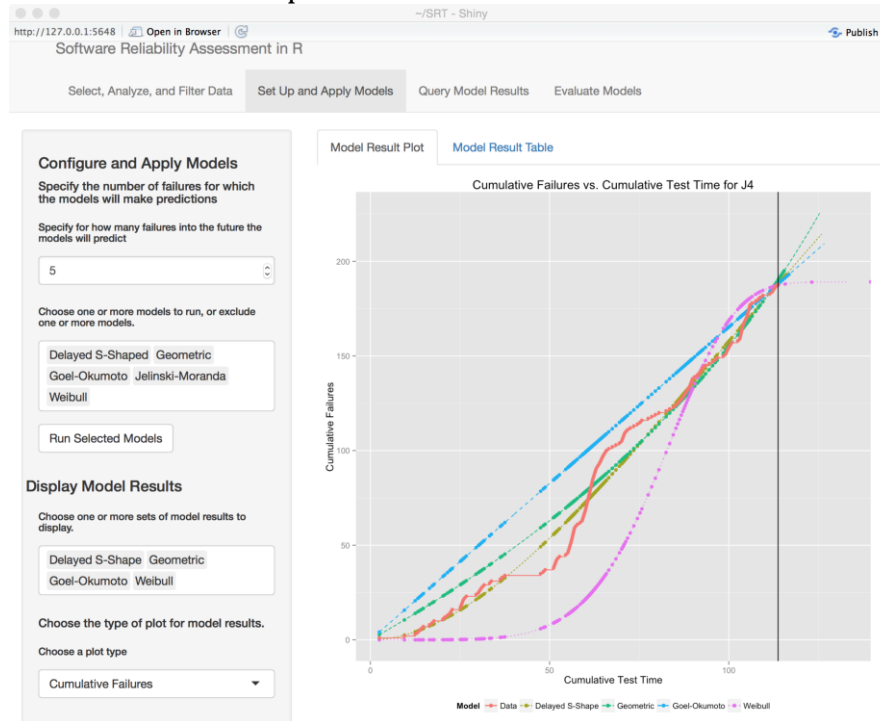 ~/SRT - Shiny
http://127.0.0.1:5648 Open in Browser Publish
Software Reliability Assessment in R
Select, Analyze, and Filter Data Set Up and Apply Models Query Model Results Evaluate Models
Configure and Apply Models
Specify the number of failures for which
the models will make predictions
Specify for how many failures into the future the
models will predict
5
Choose one or more models to run, or exclude
one or more models.
Delayed S-Shaped Geometric
Goel-Okumoto Jelinski-Moranda
Weibull
Run Selected Models
Display Model Results
Choose one or more sets of model results to
display.
Delayed S-Shape Geometric
Goel-Okumoto Weibull
Choose the type of plot for model results.
Choose a plot type
Cumulative Failures
Model Result Plot Model Result Table
Cumulative Failures vs. Cumulative Test Time for J4
Cumulative Failures
200
150
100
50
0
0 50 100
Cumulative Test Time
Model Data Delayed S-Shape Geometric Goel-Okumoto Weibull